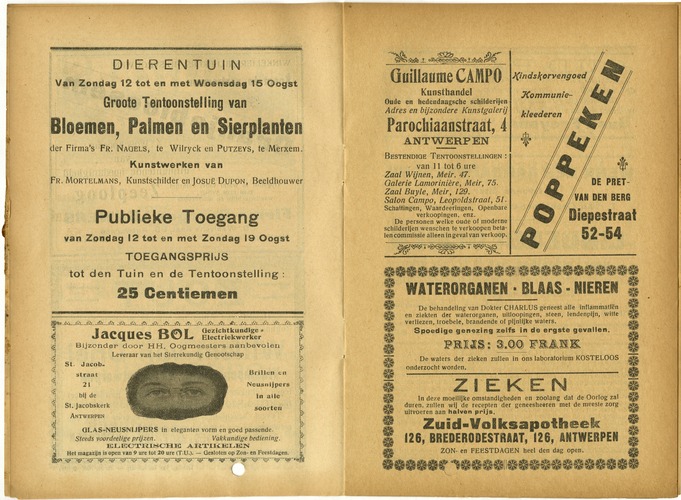 DIERENTUIN
Van Zondag 12 tot en met Woensdag 15 Oogst
Groote Tentoonstelling van
Bloemen, Palmen en Sierplanten
der Firma's FR. NAGELS, te Wilryck en PUTZEYS, te Merxem.
Kunstwerken van
FR. MORTELMANS, Kunstschilder en JOSUÉ DUPON, Beeldhouwer
Publieke Toegang
van Zondag 12 tot en met Zondag 19 Oogst
TOEGANGSPRIJS
tot den Tuin en de Tentoonstelling :
25 Centiemen
Jacques BOL Gezichtkundige - Electriekwerker
Bijzonder door HH. Oogmeesters aanbevolen
Leveraar van het Sterrekundig Genootschap
St. Jacob.
straat
21
bij de
St. Jacobskerk
ANTWERPEN
Brillen en
Neusnijpers
in alle
soorten
GLAS-NEUSNIJPERS in eleganten vorm en goed passende.
Steeds voordeelige prijzen. Vakkundige bediening.
ELECTRISCHE ARTIKELEN
Het magazijn is open van 9 ure tot 20 ure (T.U.). — Gesloten op Zon- en Feestdagen.
Guillaume CAMPO
Kunsthandel
Oude en hedendaagsche schilderijen
Adres en bijzondere Kunstgalerij
Parochiaanstraat, 4
ANTWERPEN
BESTENDIGE TENTOONSTELLINGEN :
van 11 tot 6 ure
Zaal Wijnen, Meir, 47.
Galerie Lamorinière, Meir, 75.
Zaal Buyle, Meir, 129.
Salon Campo, Leopoldstraat, 51.
Schattingen, Waardeeringen, Openbare
verkoopingen, enz.
De personen welke oude of moderne
schilderijen wenschen te verkoopen beta-
len commissie alleen in geval van verkoop.
Kindskorvengoed
Kommunie-
kleederen
POPPEKEN
DE PRET-
VAN DEN BERG
Diepestraat
52-54
WATERORGANEN - BLAAS - NIEREN
De behandeling van Dokter CHARLUS geneest alle inflammatiën
en ziekten der waterorganen, uitloopingen, steen, lendenpijn, witte
verliezen, troebele, brandende of pijnlijke waters.
Spoedige genezing zelfs in de ergste gevallen.
PRIJS: 3.00 FRANK
De waters der zieken zullen in ons laboratorium KOSTELOOS
onderzocht worden.
ZIEKEN
In deze moeilijke omstandigheden en zoolang dat de Oorlog zal
duren, zullen wij de recepten der geneesheeren met de meeste zorg
uitvoeren aan halven prijs.
Zuid-Volksapotheek
126, BREDERODESTRAAT, 126, ANTWERPEN
ZON- en FEESTDAGEN heel den dag open.